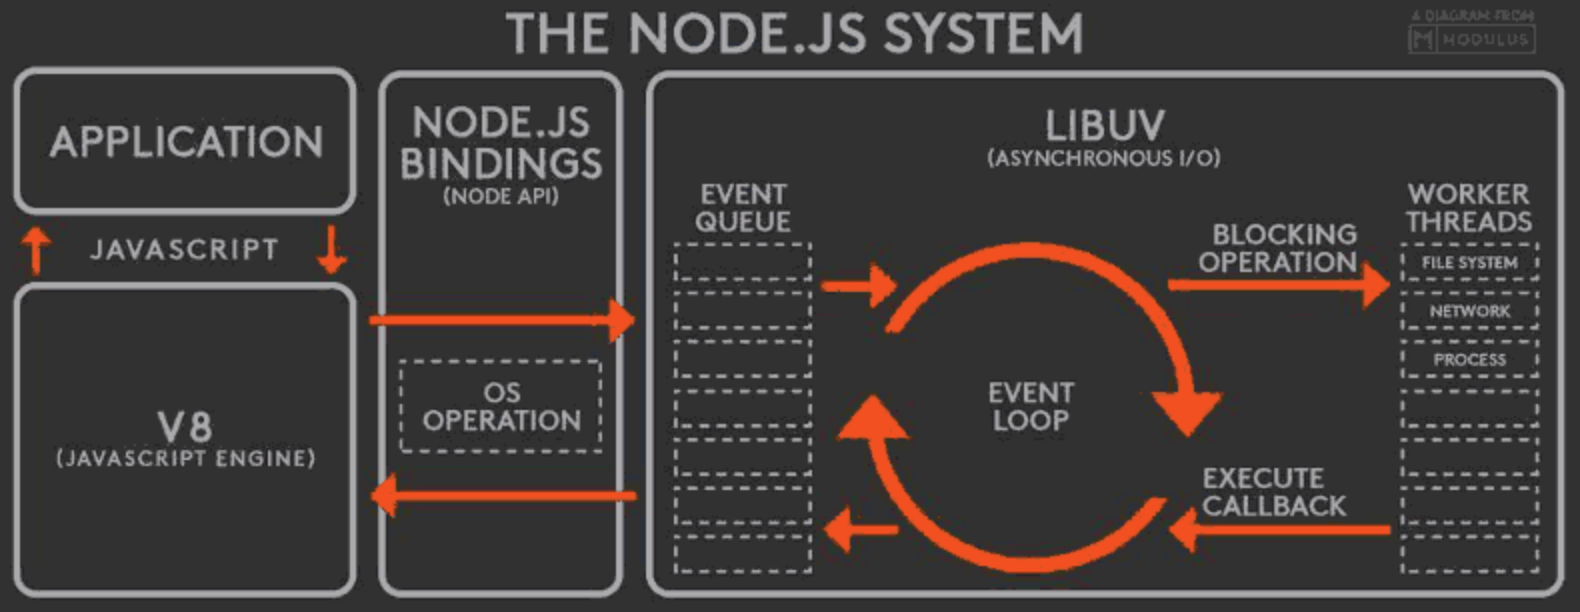 THE NODE.JS SYSTEM
A DIAGRAM FROM
MODULUS
APPLICATION
JAVASCRIPT
V8
(JAVASCRIPT ENGINE)
NODE.JS
BINDINGS
(NODE API)
OS
OPERATION
LIBUV
(ASYNCHRONOUS I/O)
EVENT
QUEUE
EVENT
LOOP
BLOCKING
OPERATION
EXECUTE
CALLBACK
WORKER
THREADS
FILE SYSTEM
NETWORK
PROCESS